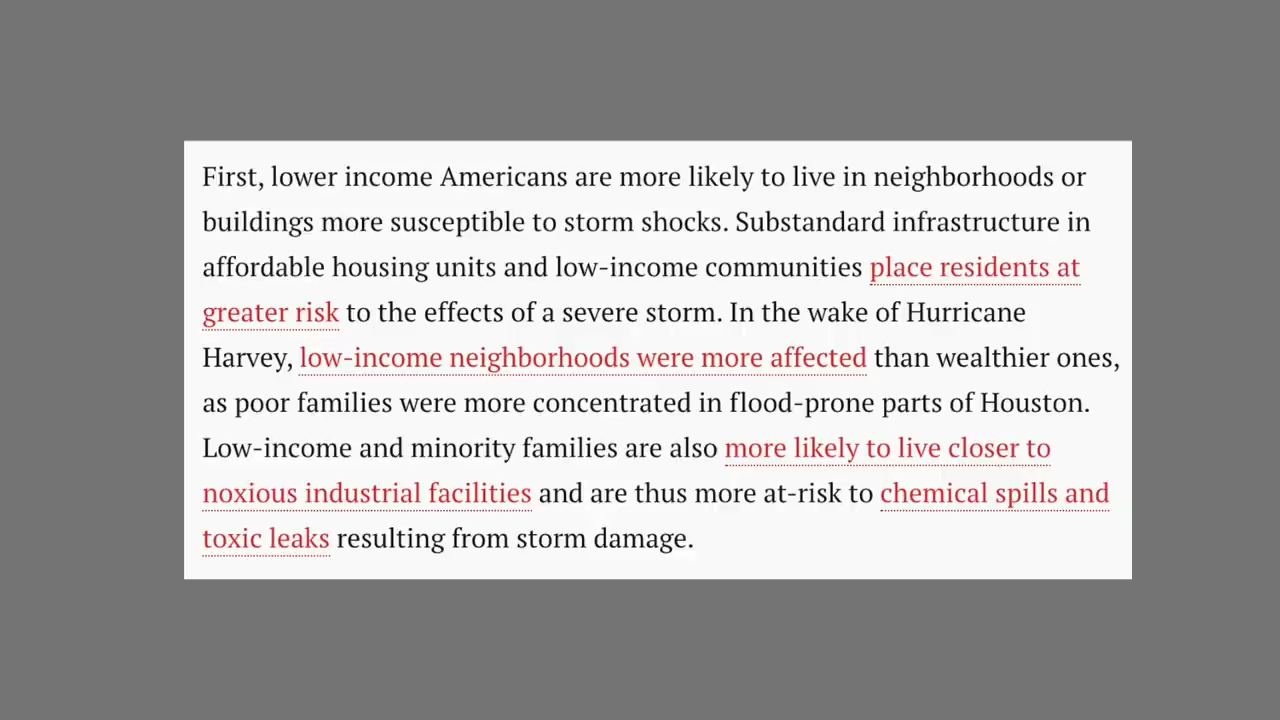 First, lower income Americans are more likely to live in neighborhoods or
buildings more susceptible to storm shocks. Substandard infrastructure in
affordable housing units and low-income communities place residents at
greater risk to the effects of a severe storm. In the wake of Hurricane
Harvey, low-income neighborhoods were more affected than wealthier ones,
as poor families were more concentrated in flood-prone parts of Houston.
Low-income and minority families are also more likely to live closer to
noxious industrial facilities and are thus more at-risk to chemical spills and
toxic leaks resulting from storm damage.